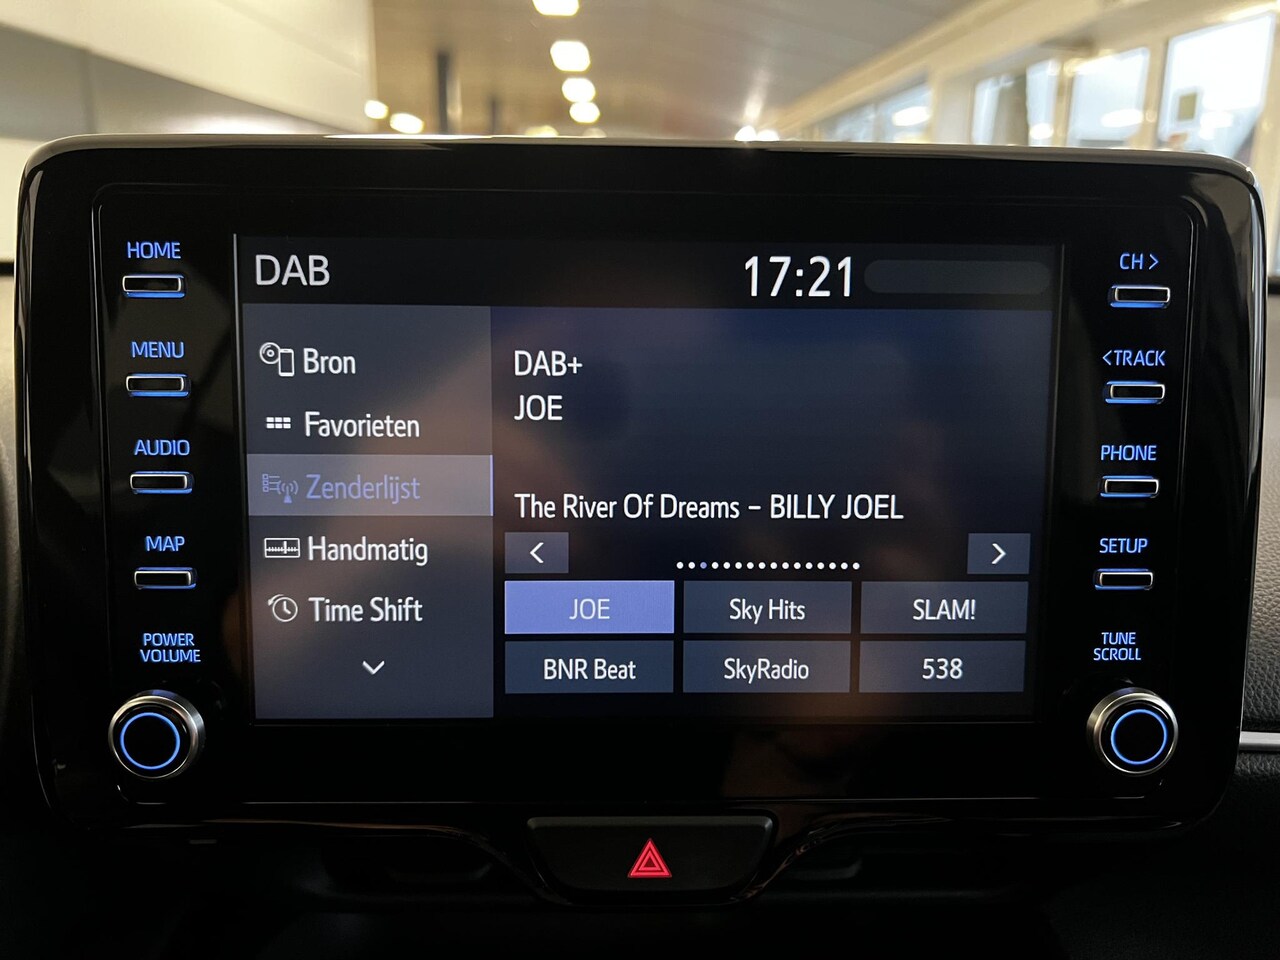 HOME
MENU
AUDIO
MAP
POWER
VOLUME
DAB
17:21
Bron
Favorieten
Zenderlijst
Handmatig
Time Shift
DAB+
JOE
The River Of Dreams - BILLY JOEL
<
>
JOE
Sky Hits
SLAM!
BNR Beat
SkyRadio
538
CH >
<TRACK
PHONE
SETUP
TUNE
SCROLL